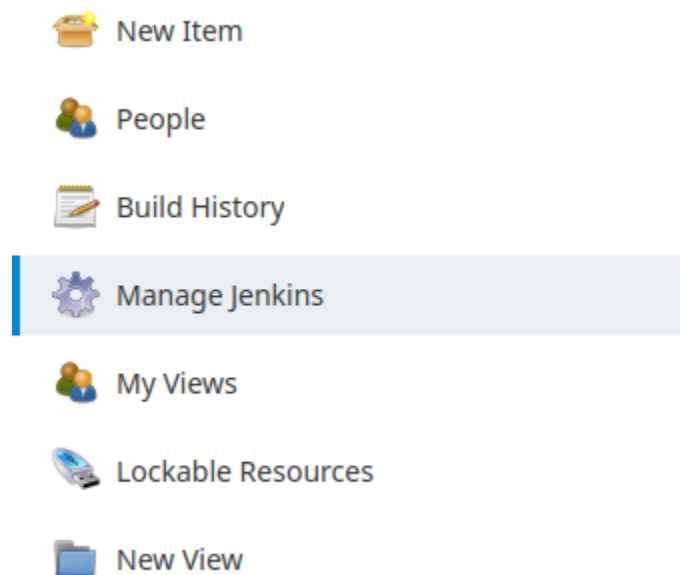 New Item
People
Build History
Manage Jenkins
My Views
Lockable Resources
New View